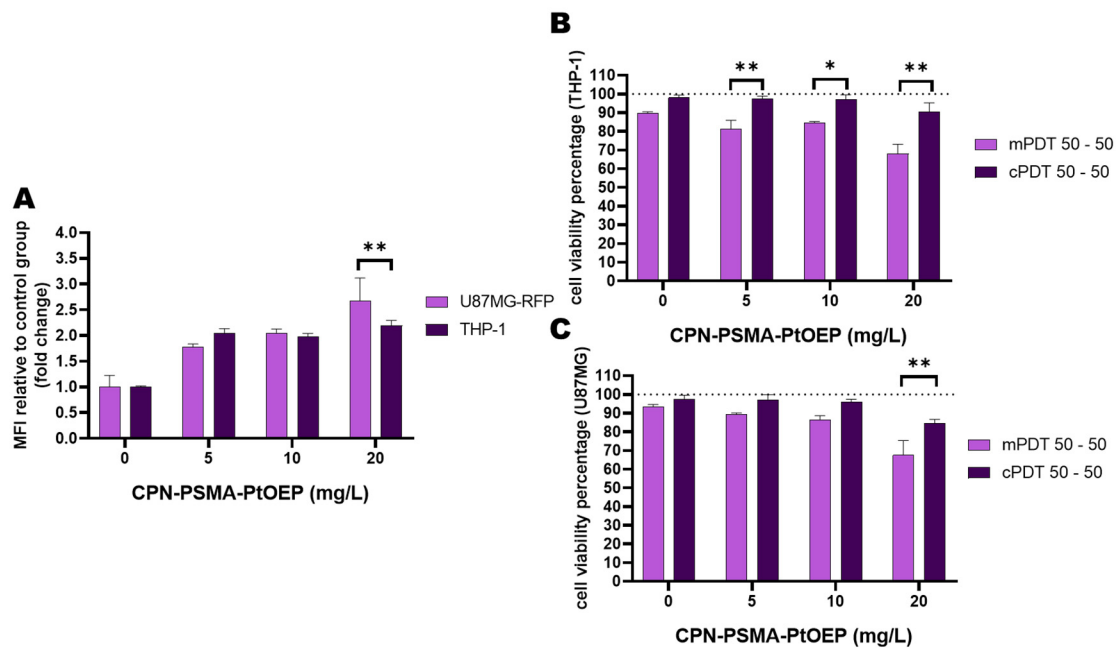 A
MFI relative to control group
(fold change)
4.0
3.5
3.0
2.5
2.0
1.5
1.0
0.5
0.0
**
0 5 10 20
CPN-PSMA-PtOEP (mg/L)
U87MG-RFP
THP-1
B
cell viability percentage (THP-1)
110
100
90
80
70
60
50
40
30
20
10
0
** * **
0 5 10 20
CPN-PSMA-PtOEP (mg/L)
mPDT 50 - 50
cPDT 50 - 50
C
cell viability percentage (U87MG)
110
100
90
80
70
60
50
40
30
20
10
0
**
0 5 10 20
CPN-PSMA-PtOEP (mg/L)
mPDT 50 - 50
cPDT 50 - 50